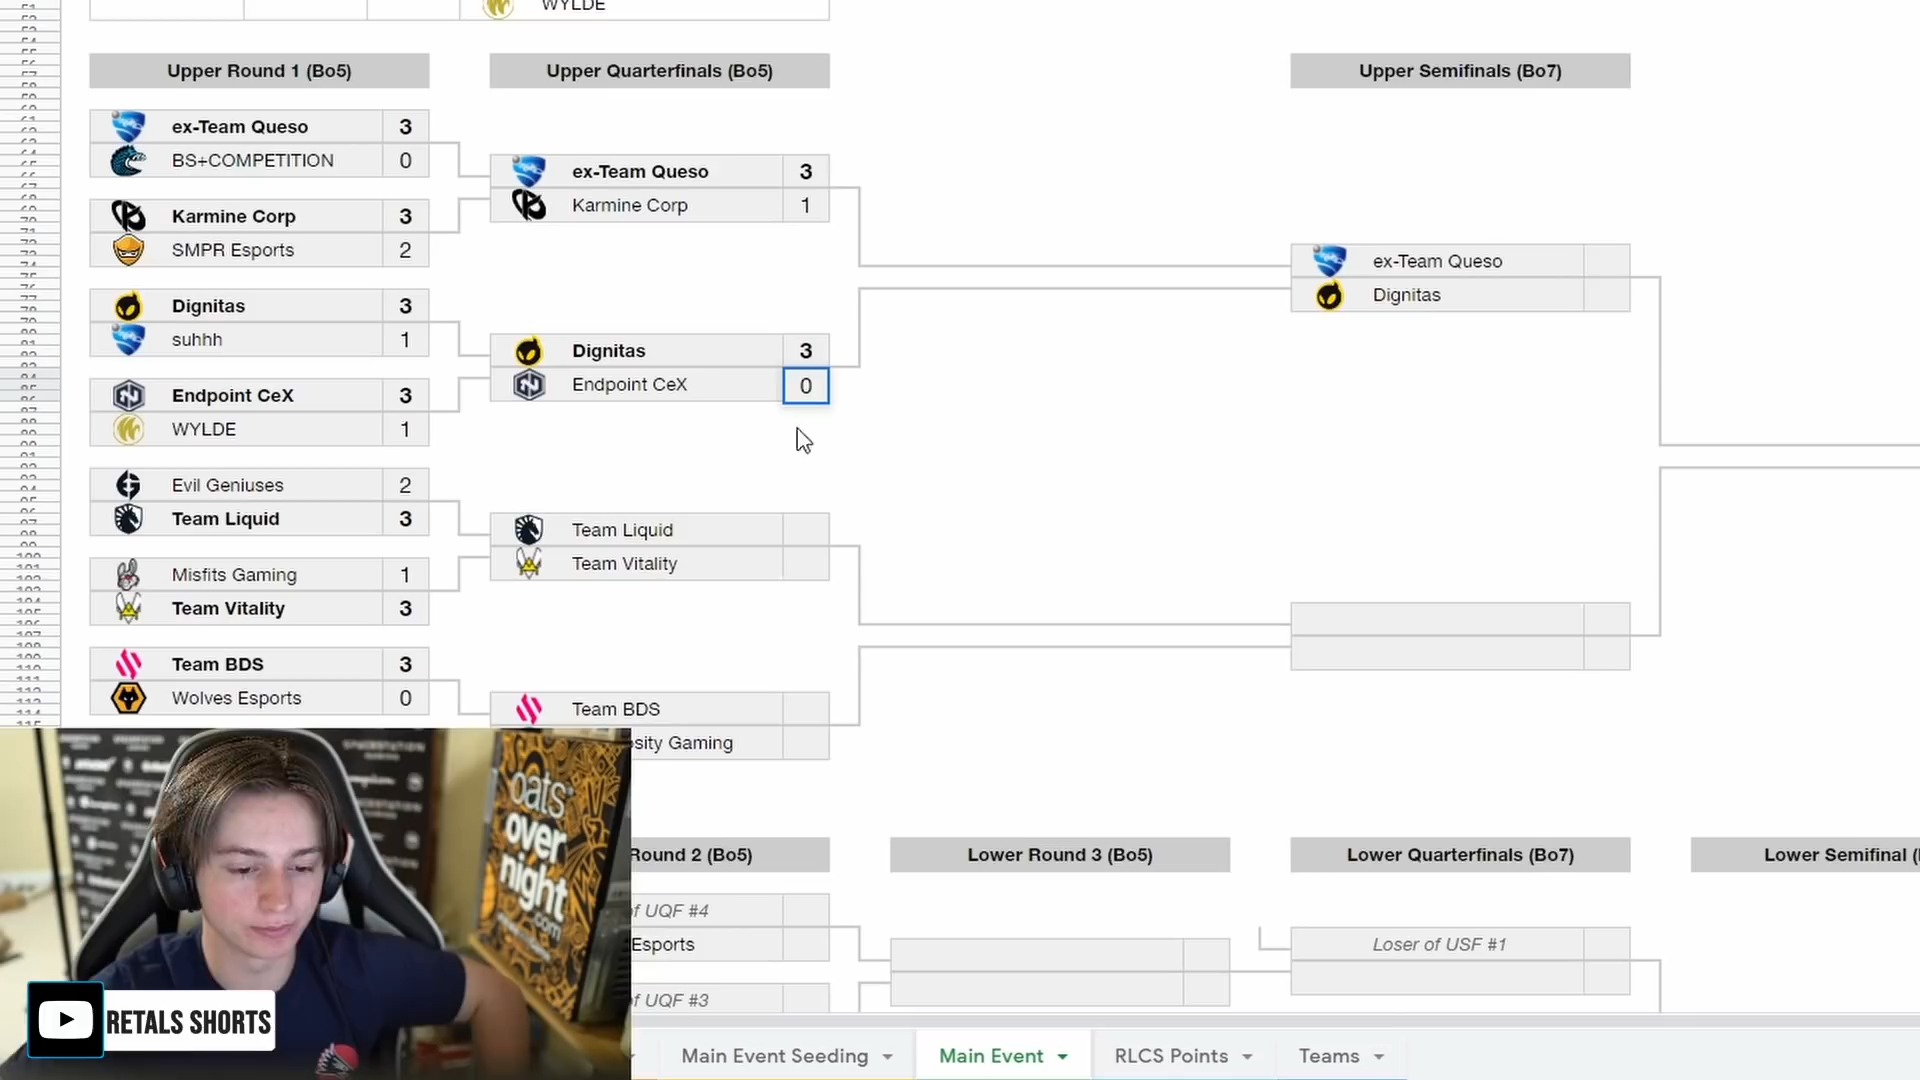 WYLDE
Upper Round 1 (Bo5)
Upper Quarterfinals (Bo5)
Upper Semifinals (Bo7)
ex-Team Queso 3
BS+COMPETITION 0
Karmine Corp 3
SMPR Esports 2
Dignitas 3
suhhh 1
Endpoint CeX 3
WYLDE 1
Evil Geniuses 2
Team Liquid 3
Misfits Gaming 1
Team Vitality 3
Team BDS 3
Wolves Esports 0
ex-Team Queso 3
Karmine Corp 1
Dignitas 3
Endpoint CeX 0
Team Liquid
Team Vitality
Team BDS
sity Gaming
ex-Team Queso
Dignitas
Round 2 (Bo5)
Lower Round 3 (Bo5)
Lower Quarterfinals (Bo7)
Lower Semifinal (
of UQF #4
Esports
of UQF #3
Loser of USF #1
oats
over
night
.com
RETALS SHORTS
Main Event Seeding
Main Event
RLCS Points
Teams